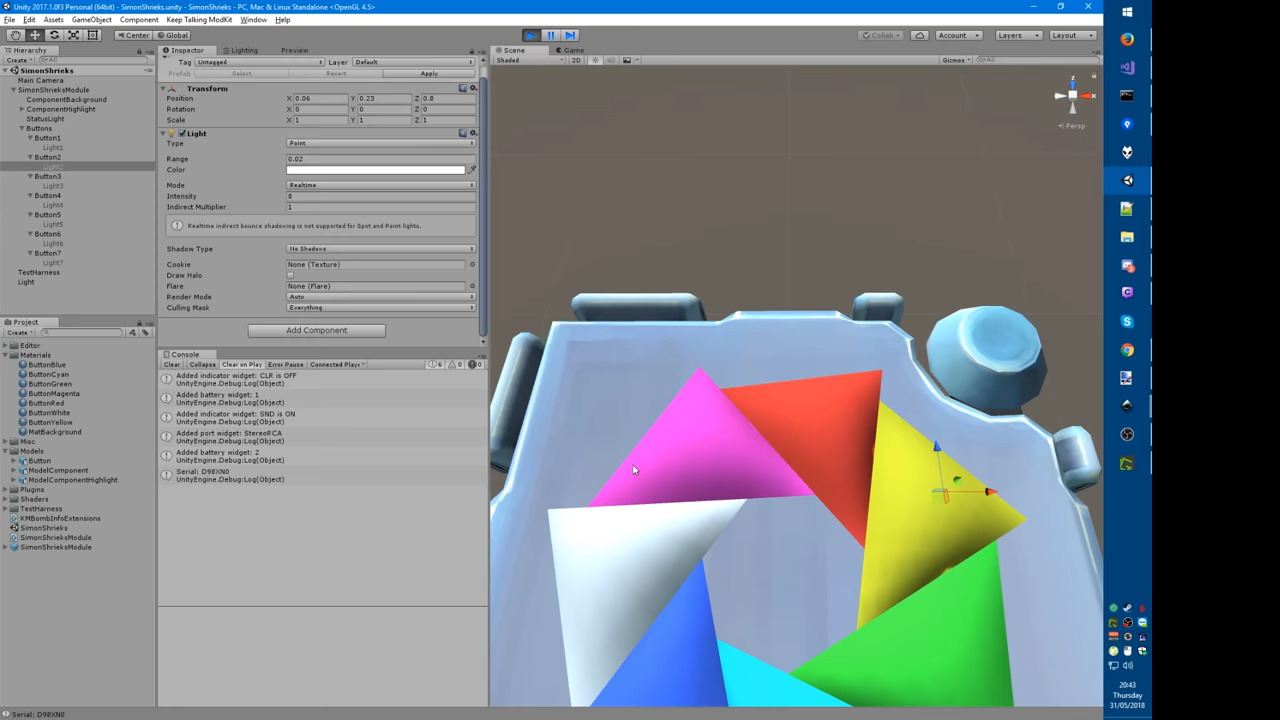 Unity 2017.1.0F3 Personal (64bit) - SimonShrieks.unity - SimonShrieks - PC, Mac & Linux Standalone <OpenGL 4.5>
File Edit Assets GameObject Component Keep Talking ModKit Window Help
Center Global Collab Account Layers Layout
Hierarchy
Create All
SimonShrieks
Main Camera
SimonShrieksModule
ComponentBackground
ComponentHighlight
StatusLight
Buttons
Button1
Light1
Button2
Light2
Button3
Light3
Button4
Light4
Button5
Light5
Button6
Light6
Button7
Light7
TestHarness
Light
Project
Create
Editor
Materials
ButtonBlue
ButtonCyan
ButtonGreen
ButtonMagenta
ButtonRed
ButtonWhite
ButtonYellow
MatBackground
Misc
Models
Button
ModelComponent
ModelComponentHighlight
Plugins
Shaders
TestHarness
KMBombInfoExtensions
SimonShrieks
SimonShrieksModule
SimonShrieksModule
Inspector Lighting Preview
Tag Untagged Layer Default
Prefab Select Revert Apply
Transform
Position X 0.06 Y 0.23 Z 0.8
Rotation X 0 Y 0 Z 0
Scale X 1 Y 1 Z 1
Light
Type Point
Range 0.02
Color
Mode Realtime
Intensity 8
Indirect Multiplier 1
Realtime indirect bounce shadowing is not supported for Spot and Point lights.
Shadow Type No Shadows
Cookie None (Texture)
Draw Halo
Flare None (Flare)
Render Mode Auto
Culling Mask Everything
Add Component
Console
Clear Collapse Clear on Play Error Pause Connected Player 6 0 0
Added indicator widget: CLR is OFF
UnityEngine.Debug:Log(Object)
Added battery widget: 1
UnityEngine.Debug:Log(Object)
Added indicator widget: SND is ON
UnityEngine.Debug:Log(Object)
Added port widget: StereoRCA
UnityEngine.Debug:Log(Object)
Added battery widget: 2
UnityEngine.Debug:Log(Object)
Serial: D98XN0
UnityEngine.Debug:Log(Object)
Scene Game
Shaded 2D Gizmos All
z
x
Persp
Serial: D98XN0
20:43
Thursday
31/05/2018